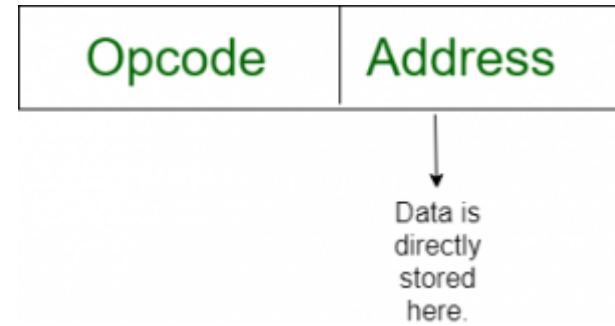 Opcode Address
Data is
directly
stored
here.